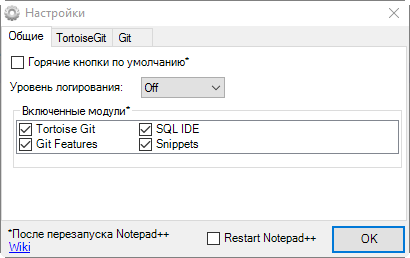 Настройки
Общие TortoiseGit Git
Горячие кнопки по умолчанию*
Уровень логирования: Off
Включенные модули*
Tortoise Git SQL IDE
Git Features Snippets
*После перезапуска Notepad++
Wiki Restart Notepad++ OK